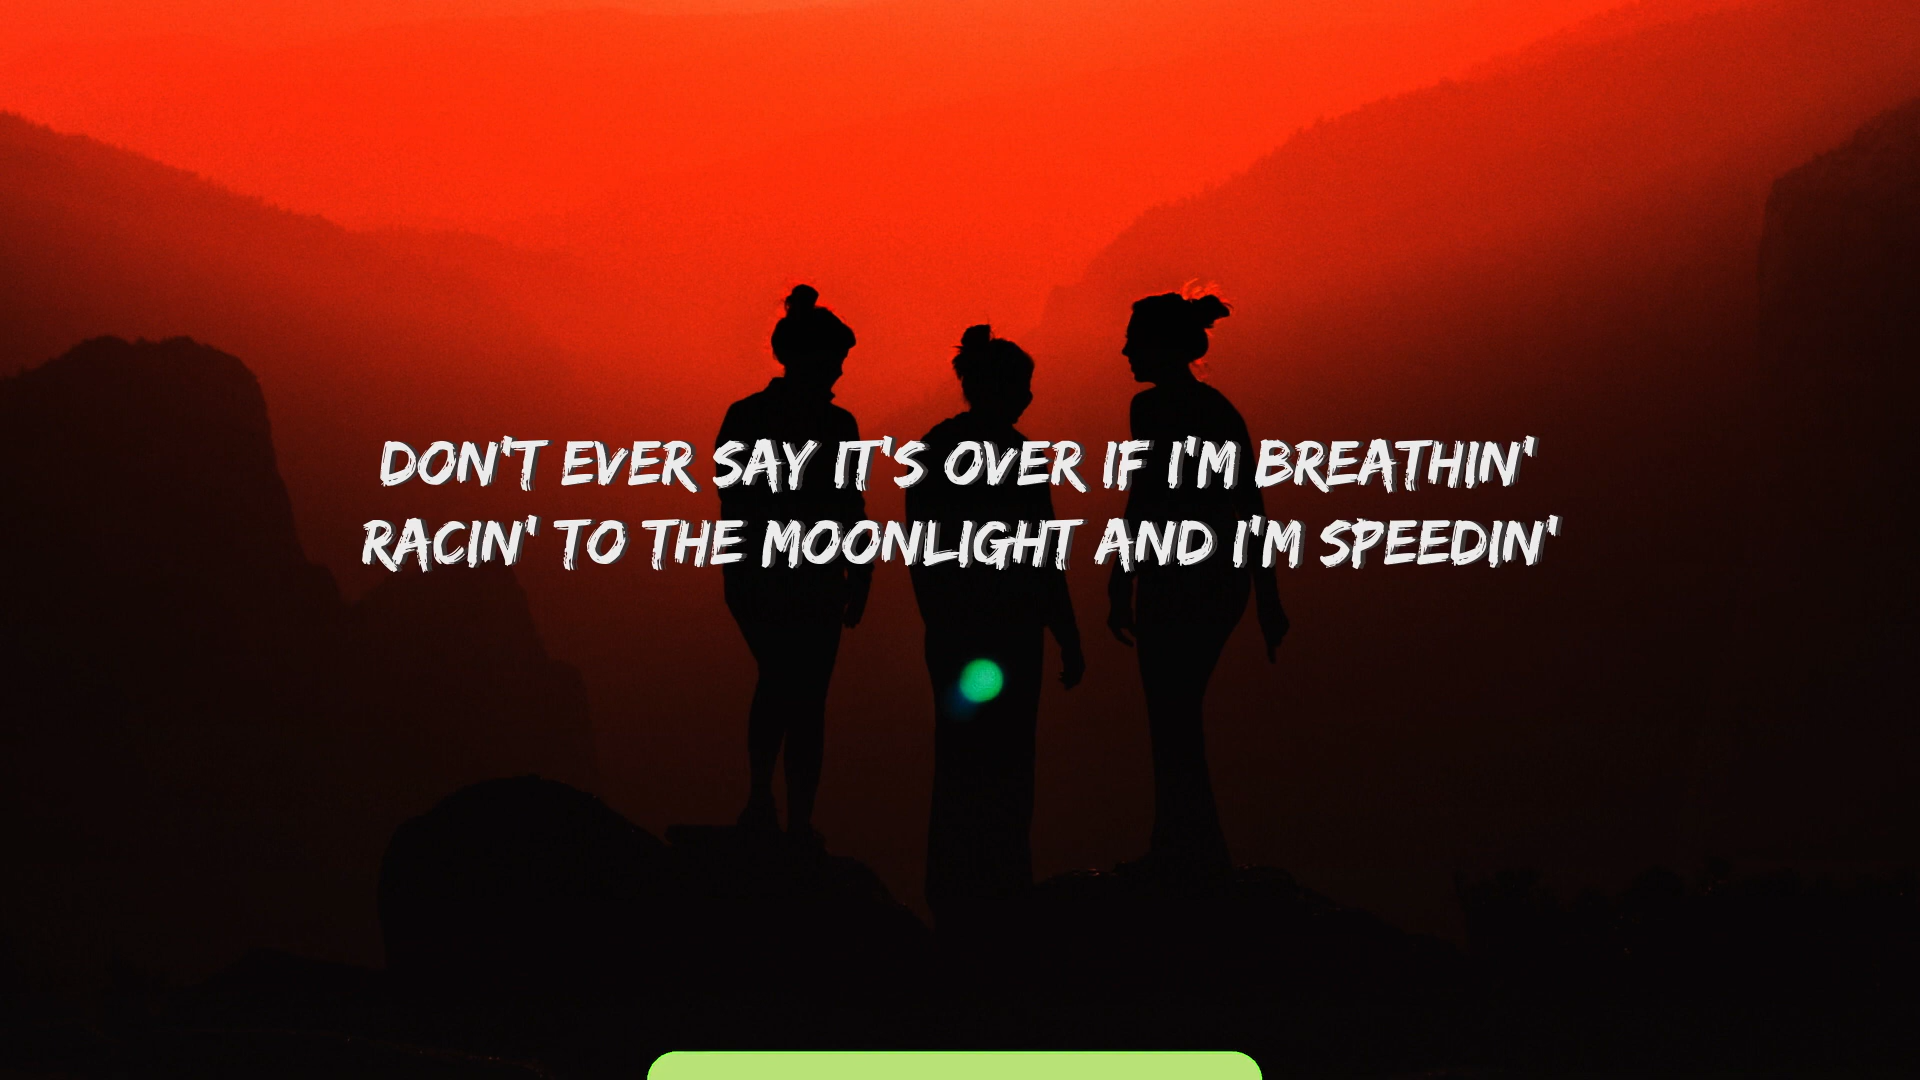 DON'T EVER SAY IT'S OVER IF I'M BREATHIN'
RACIN' TO THE MOONLIGHT AND I'M SPEEDIN'